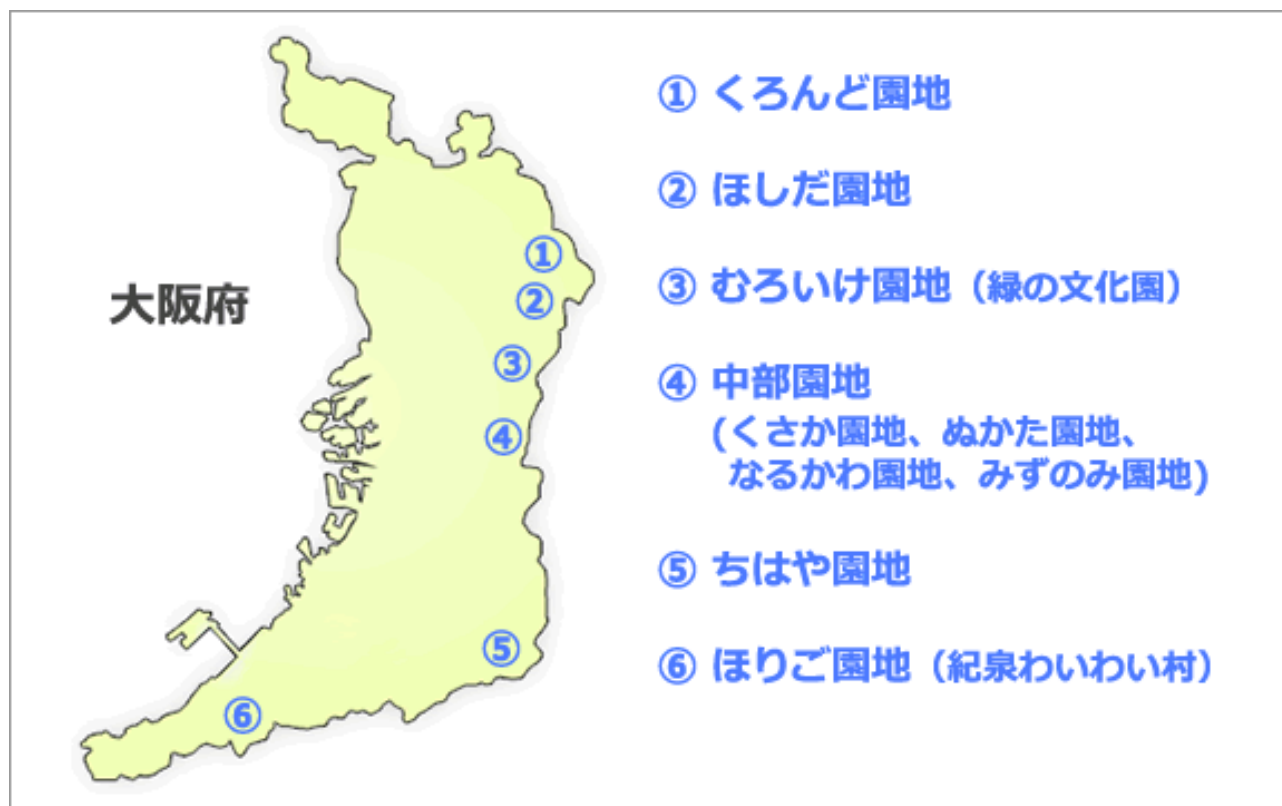 大阪府
① くろんど園地
② ほしだ園地
③ むろいけ園地（緑の文化園）
④ 中部園地
(くさか園地、ぬかた園地、
なるかわ園地、みずのみ園地)
⑤ ちはや園地
⑥ ほりご園地（紀泉わいわい村）
①
②
③
④
⑤
⑥